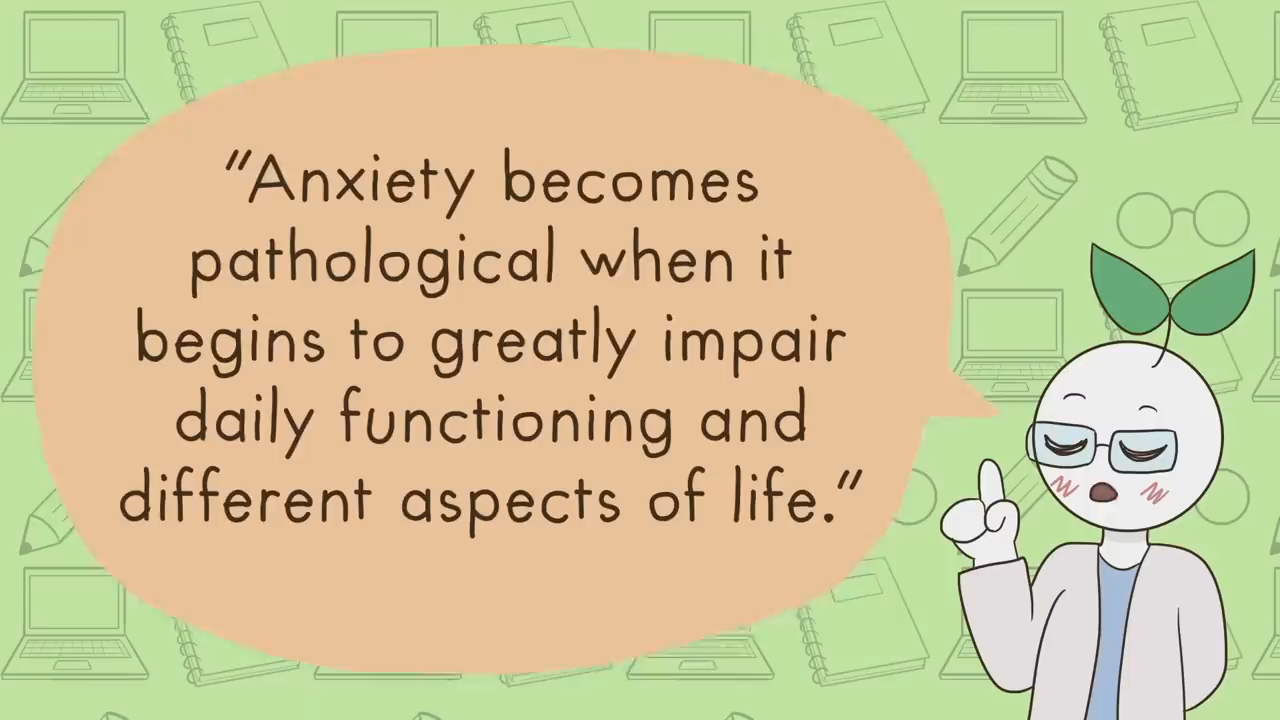 "Anxiety becomes
pathological when it
begins to greatly impair
daily functioning and
different aspects of life."